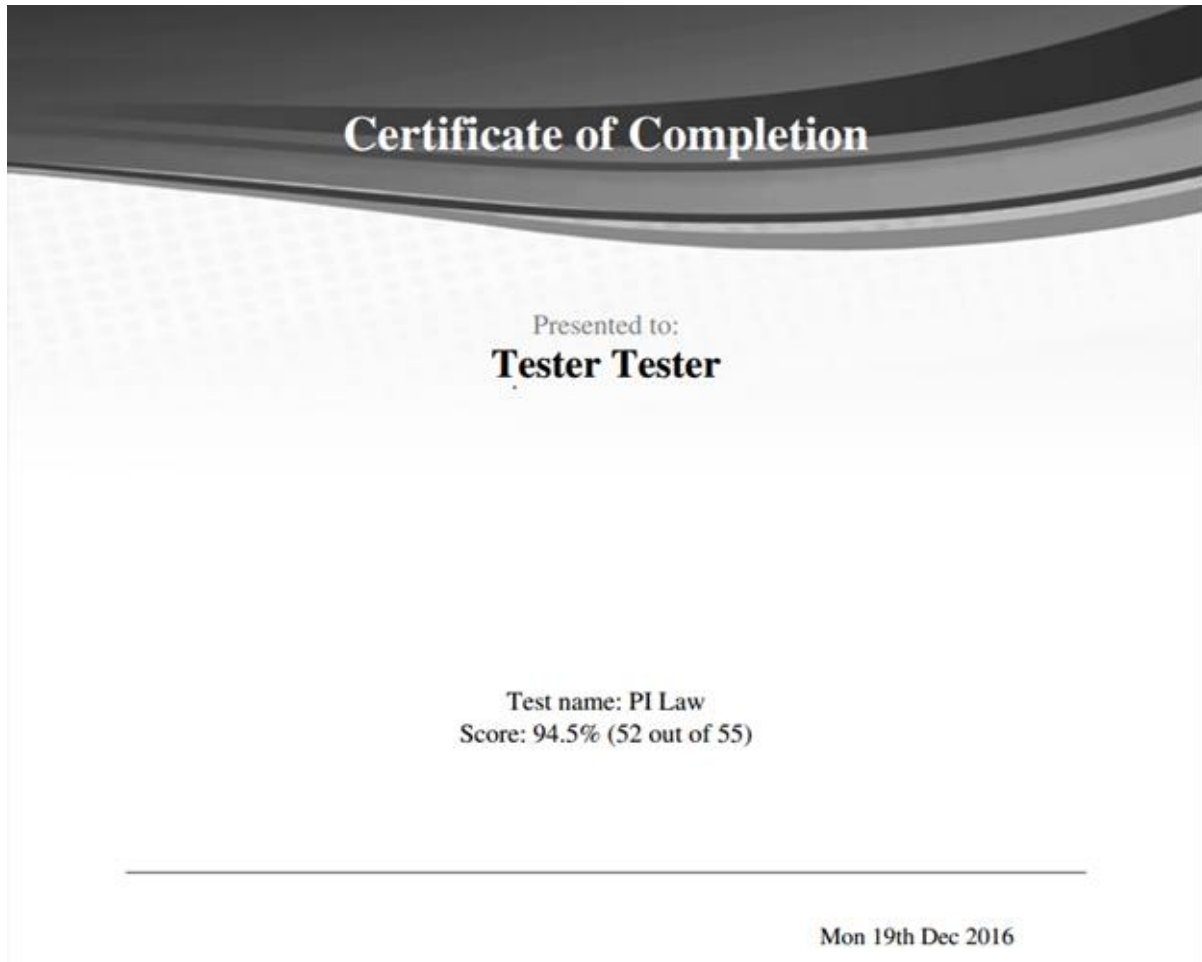 Certificate of Completion
Presented to:
Tester Tester
Test name: PI Law
Score: 94.5% (52 out of 55)
Mon 19th Dec 2016